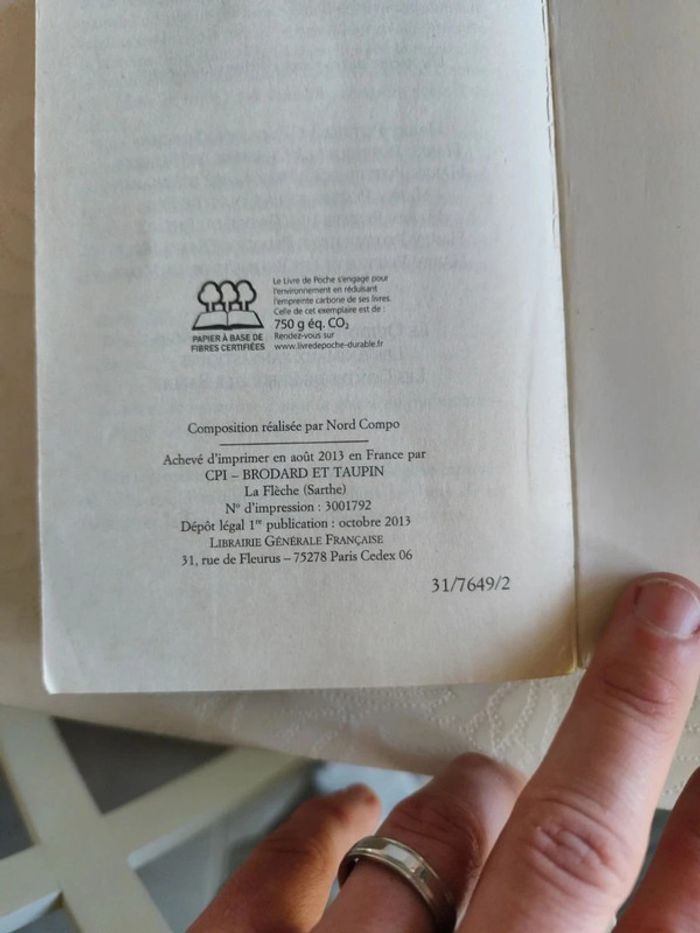 PAPIER À BASE DE
FIBRES CERTIFIÉES
Le Livre de Poche s'engage pour
l'environnement en réduisant
l'empreinte carbone de ses livres.
Celle de cet exemplaire est de :
750 g éq. CO₂
Rendez-vous sur
www.livredepoche-durable.fr
Composition réalisée par Nord Compo
Achevé d'imprimer en août 2013 en France par
CPI – BRODARD ET TAUPIN
La Flèche (Sarthe)
N° d'impression : 3001792
Dépôt légal 1re publication : octobre 2013
LIBRAIRIE GÉNÉRALE FRANÇAISE
31, rue de Fleurus – 75278 Paris Cedex 06
31/7649/2